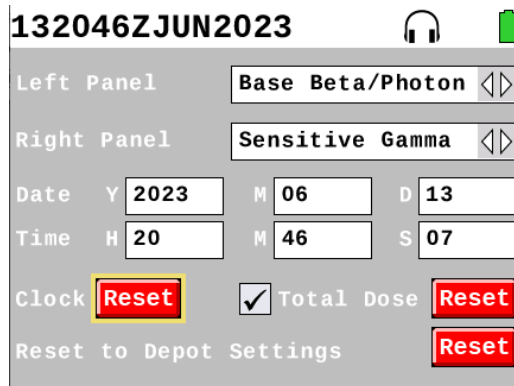 132046ZJUN2023
Left Panel Base Beta/Photon
Right Panel Sensitive Gamma
Date Y 2023 M 06 D 13
Time H 20 M 46 S 07
Clock Reset Total Dose Reset
Reset to Depot Settings Reset